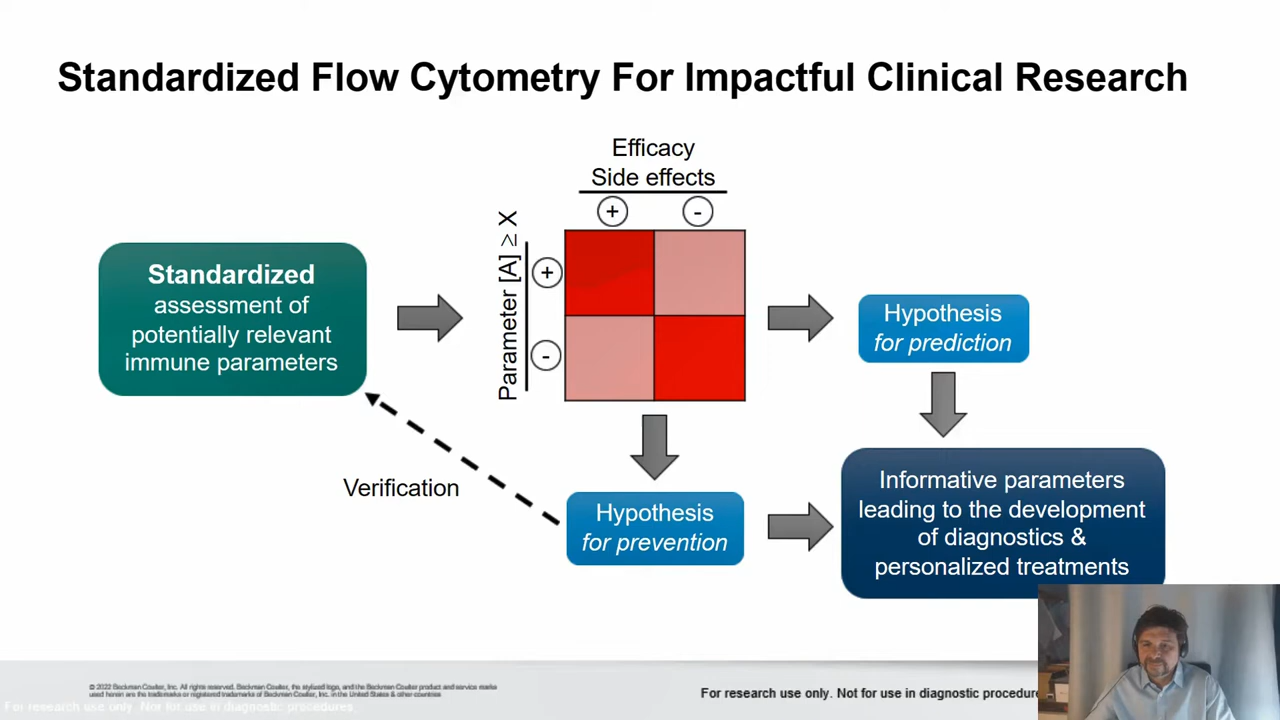 Standardized Flow Cytometry For Impactful Clinical Research
Efficacy
Side effects
+
-
Parameter [A] ≥ X
+
-
Standardized
assessment of
potentially relevant
immune parameters
Hypothesis
for prediction
Verification
Hypothesis
for prevention
Informative parameters
leading to the development
of diagnostics &
personalized treatments
© 2022 Beckman Coulter, Inc. All rights reserved. Beckman Coulter, the stylized logo, and the Beckman Coulter product and service marks
used herein are the trademarks or registered trademarks of Beckman Coulter, Inc. in the United States & other countries
For research use only. Not for use in diagnostic procedures.
For research use only. Not for use in diagnostic procedure